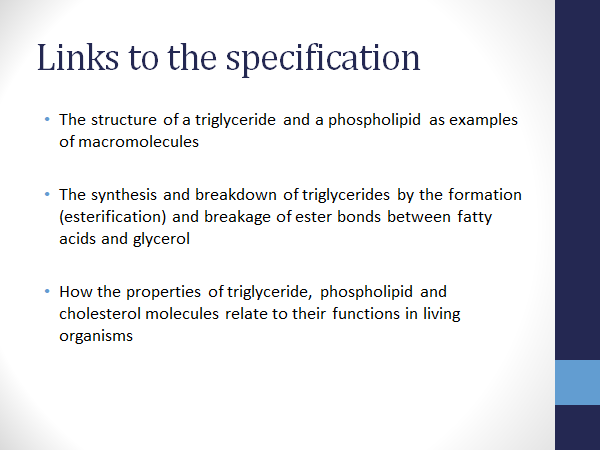 Links to the specification
• The structure of a triglyceride and a phospholipid as examples
of macromolecules
• The synthesis and breakdown of triglycerides by the formation
(esterification) and breakage of ester bonds between fatty
acids and glycerol
• How the properties of triglyceride, phospholipid and
cholesterol molecules relate to their functions in living
organisms